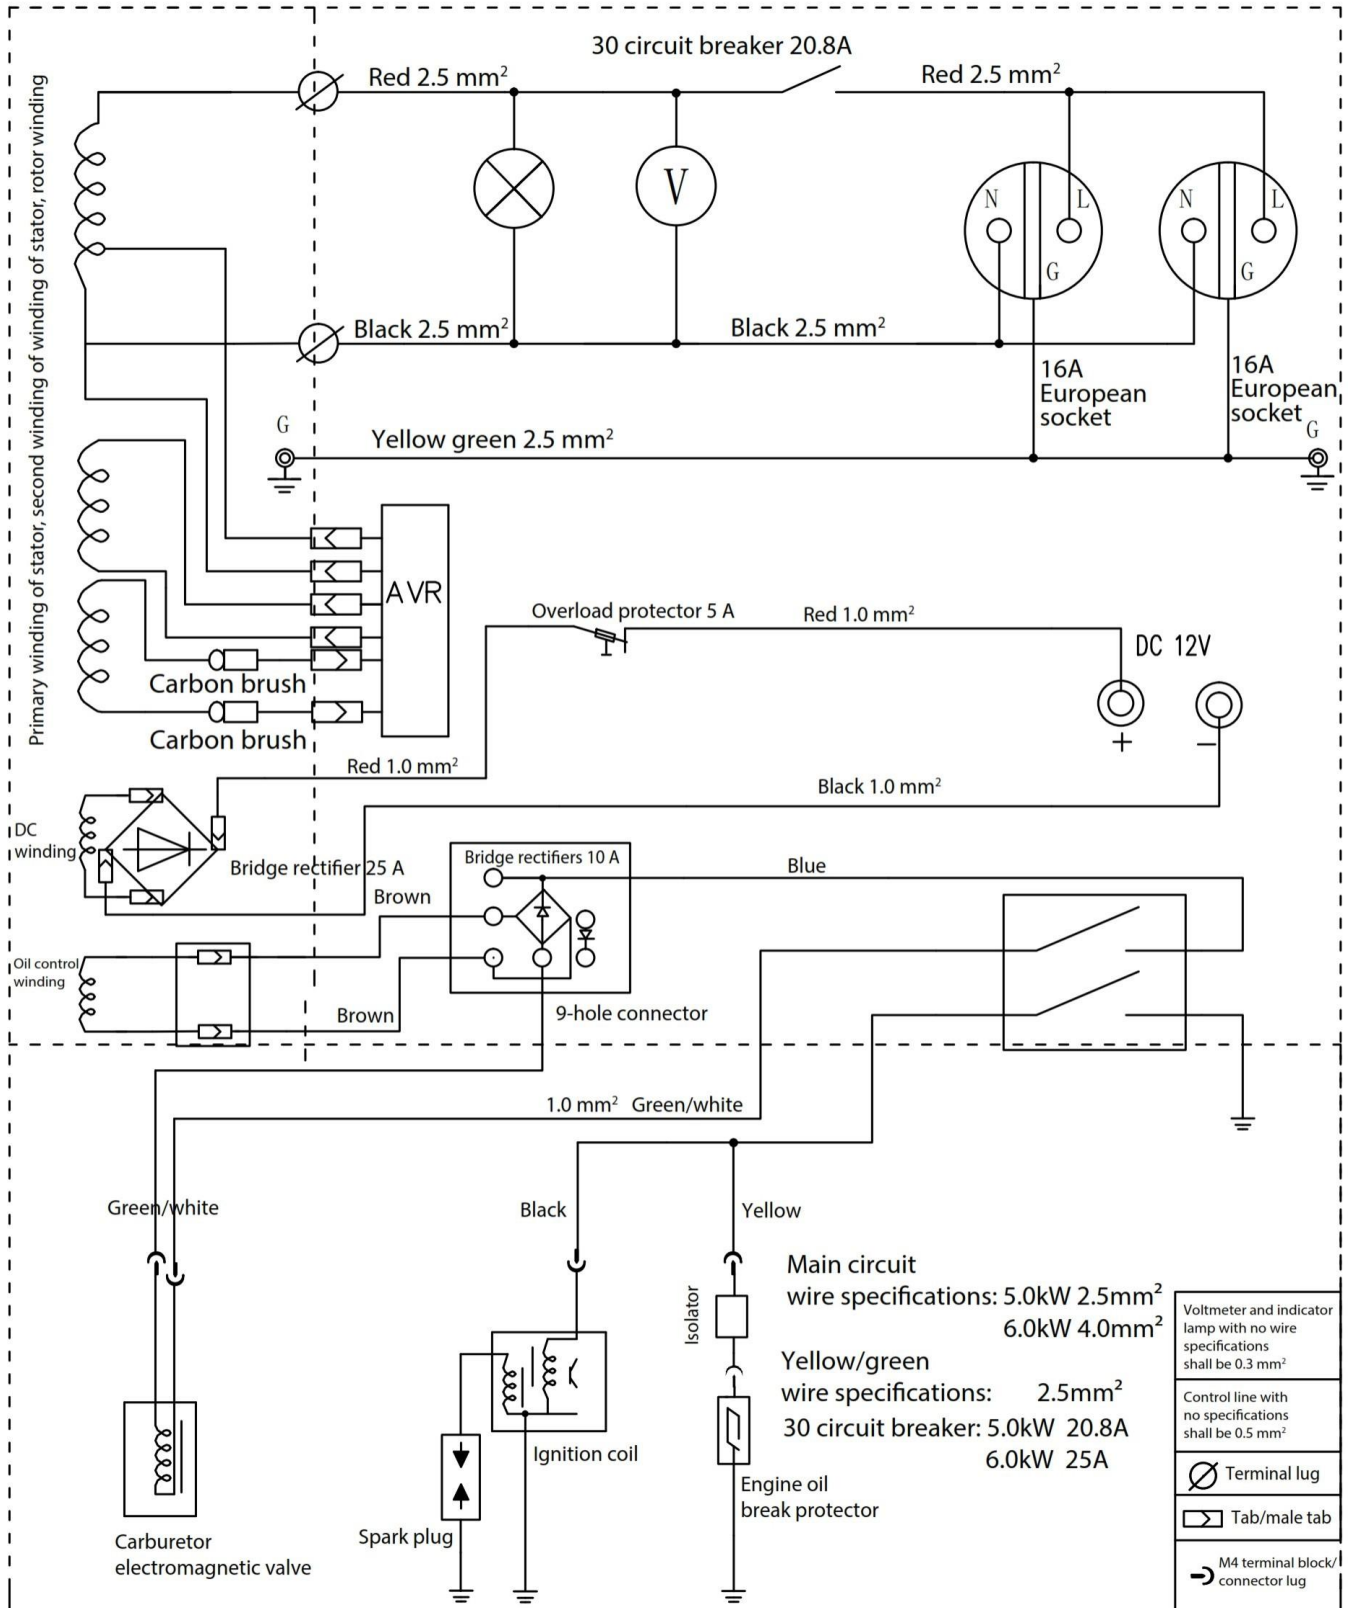 30 circuit breaker 20.8A
Red 2.5 mm²
Red 2.5 mm²
Primary winding of stator, second winding of winding of stator, rotor winding
V
N
L
G
N
L
G
Black 2.5 mm²
Black 2.5 mm²
16A
European
socket
16A
European
socket
G
Yellow green 2.5 mm²
G
AVR
Overload protector 5 A
Red 1.0 mm²
DC 12V
Carbon brush
+
−
Carbon brush
Red 1.0 mm²
Black 1.0 mm²
DC
winding
Bridge rectifier 25 A
Bridge rectifiers 10 A
Blue
Brown
Oil control
winding
Brown
9-hole connector
1.0 mm² Green/white
Green/white
Black
Yellow
Isolator
Main circuit
wire specifications: 5.0kW 2.5mm²
6.0kW 4.0mm²
Yellow/green
wire specifications: 2.5mm²
30 circuit breaker: 5.0kW 20.8A
6.0kW 25A
Voltmeter and indicator
lamp with no wire
specifications
shall be 0.3 mm²
Control line with
no specifications
shall be 0.5 mm²
Terminal lug
Tab/male tab
M4 terminal block/
connector lug
Ignition coil
Engine oil
break protector
Spark plug
Carburetor
electromagnetic valve